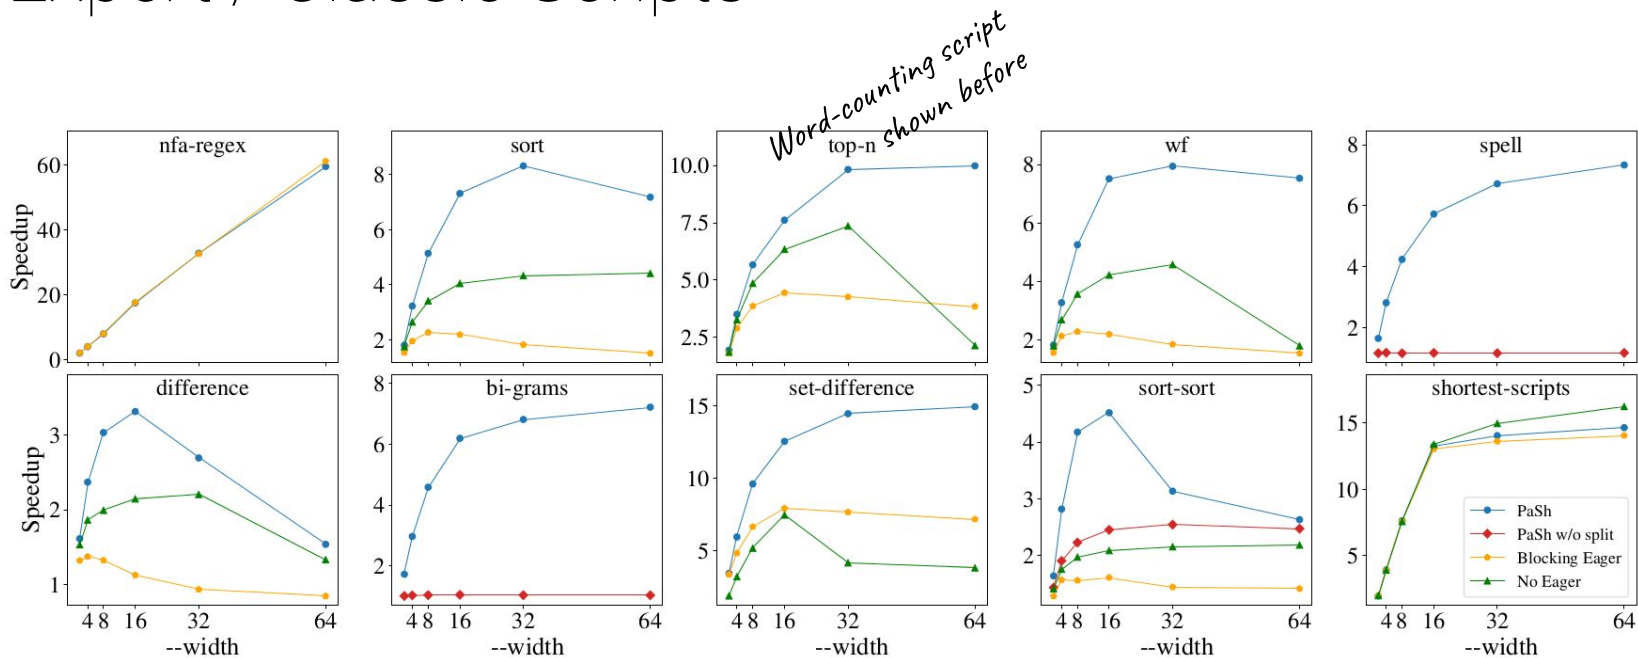 Expert / Classic Scripts
Word-counting script
shown before
nfa-regex
sort
top-n
wf
spell
Speedup
60
40
20
0
8
6
4
2
10.0
7.5
5.0
2.5
8
6
4
2
8
6
4
2
difference
bi-grams
set-difference
sort-sort
shortest-scripts
Speedup
3
2
1
8
6
4
2
15
10
5
5
4
3
2
15
10
5
PaSh
PaSh w/o split
Blocking Eager
No Eager
4 8 16 32 64
4 8 16 32 64
4 8 16 32 64
4 8 16 32 64
4 8 16 32 64
--width
--width
--width
--width
--width